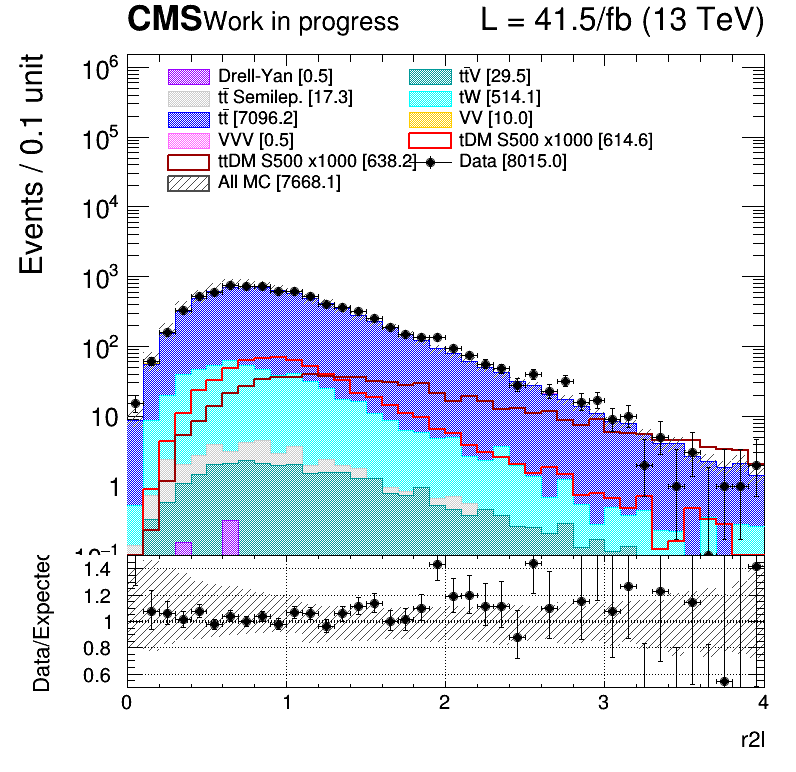 CMS Work in progress L = 41.5/fb (13 TeV)
Drell-Yan [0.5] tt̄V [29.5]
tt̄ Semilep. [17.3] tW [514.1]
tt̄ [7096.2] VV [10.0]
VVV [0.5] tDM S500 x1000 [614.6]
ttDM S500 x1000 [638.2] Data [8015.0]
All MC [7668.1]
Events / 0.1 unit
10⁶
10⁵
10⁴
10³
10²
10
1
10⁻¹
Data/Expected
1.4
1.2
1
0.8
0.6
0 1 2 3 4
r2l